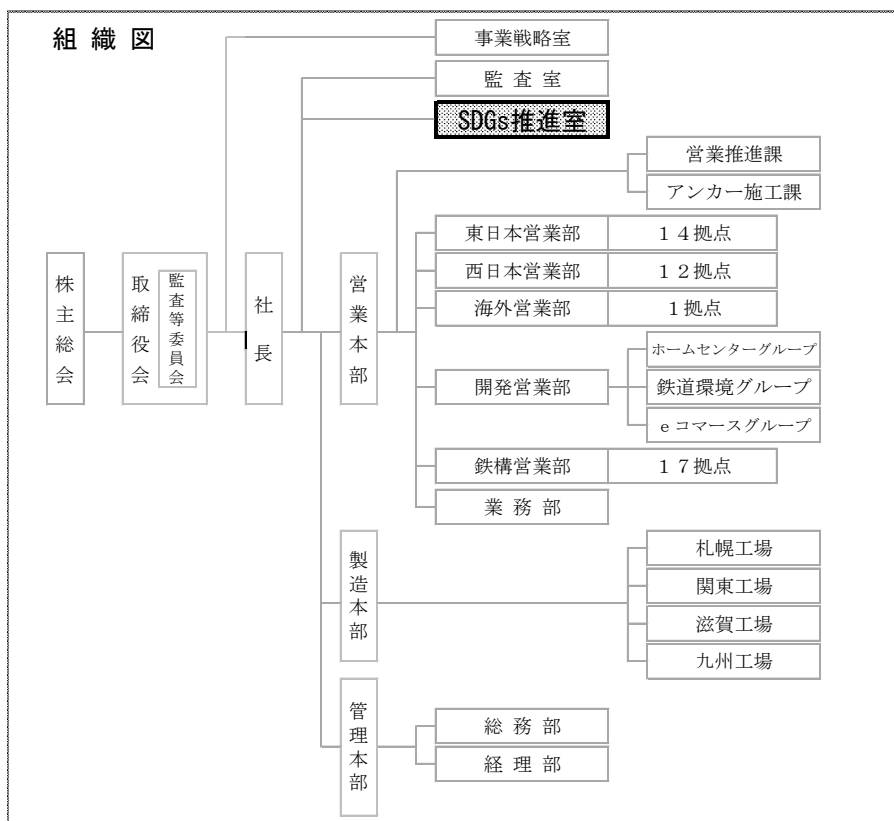 組 織 図
事業戦略室
監 査 室
SDGs推進室
営業推進課
アンカー施工課
東日本営業部 １４拠点
西日本営業部 １２拠点
海外営業部 １拠点
株主総会
取締役会
監査等委員会
社長
営業本部
開発営業部
ホームセンターグループ
鉄道環境グループ
ｅコマースグループ
鉄構営業部 １７拠点
業 務 部
製造本部
札幌工場
関東工場
滋賀工場
九州工場
管理本部
総 務 部
経 理 部